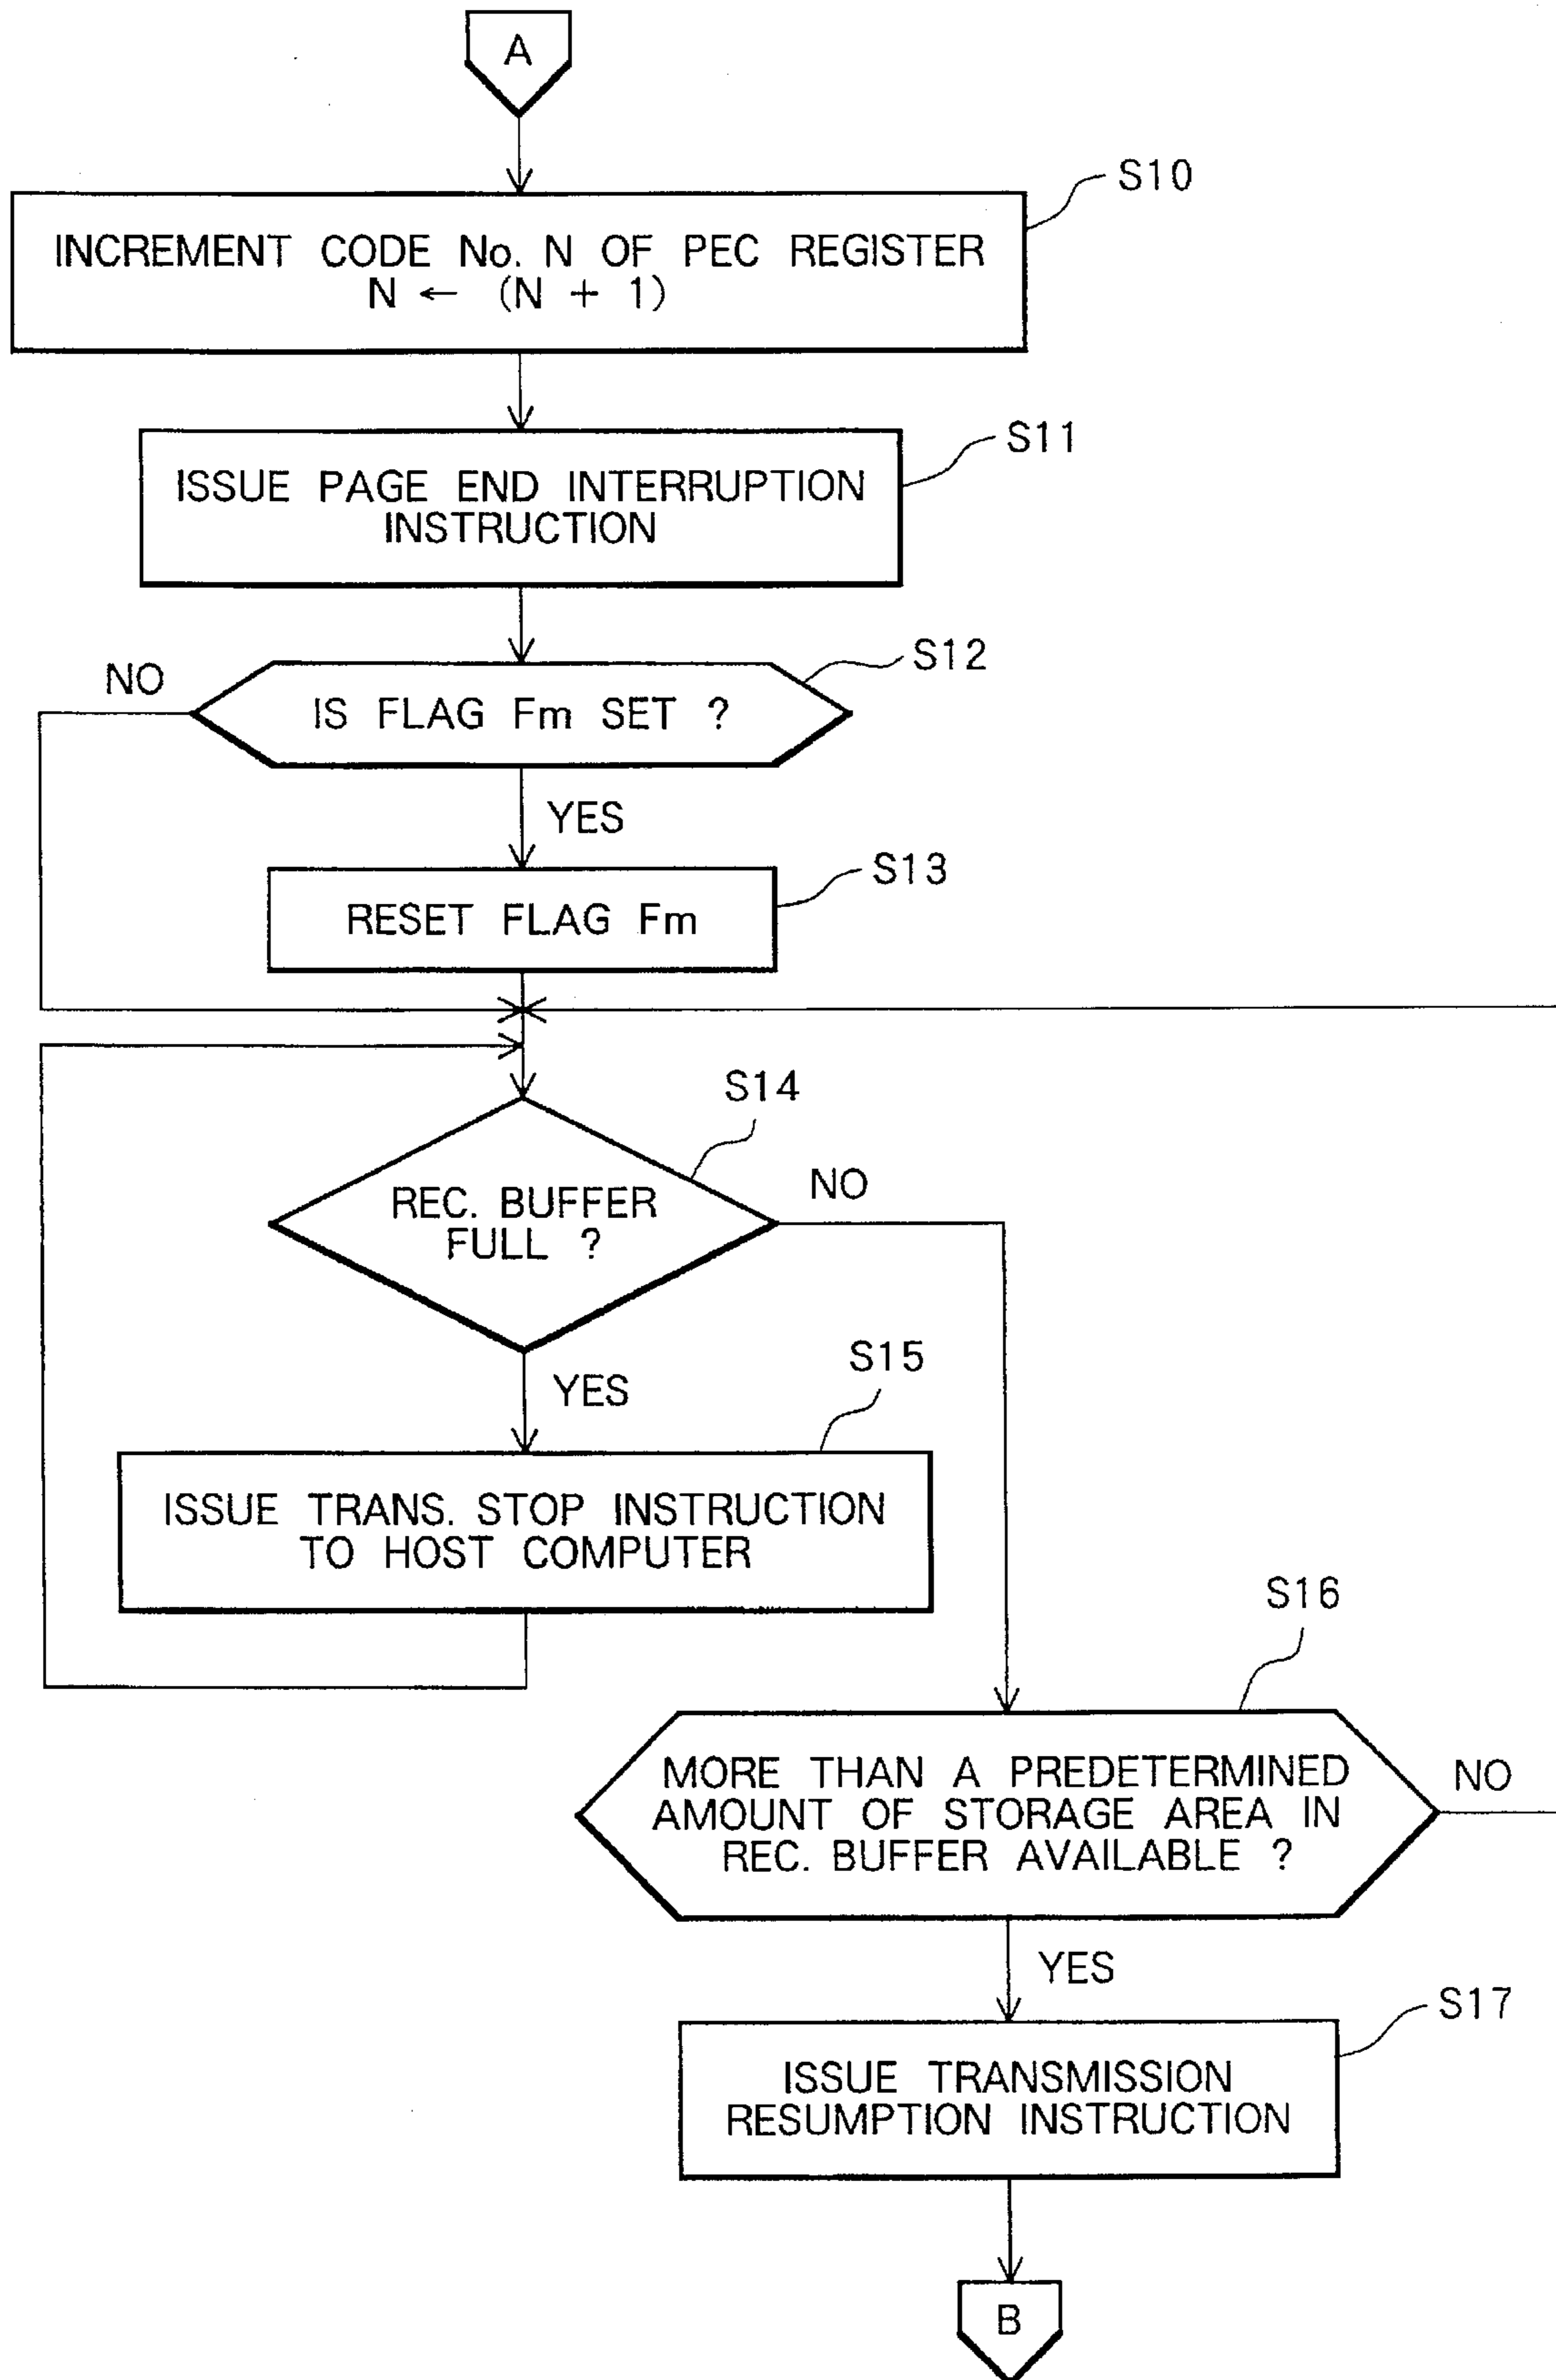 A
S10
INCREMENT CODE No. N OF PEC REGISTER
N ← (N + 1)
S11
ISSUE PAGE END INTERRUPTION
INSTRUCTION
S12
NO
IS FLAG Fm SET ?
YES
S13
RESET FLAG Fm
S14
NO
REC. BUFFER
FULL ?
S15
YES
ISSUE TRANS. STOP INSTRUCTION
TO HOST COMPUTER
S16
MORE THAN A PREDETERMINED
AMOUNT OF STORAGE AREA IN
REC. BUFFER AVAILABLE ?
NO
YES
S17
ISSUE TRANSMISSION
RESUMPTION INSTRUCTION
B